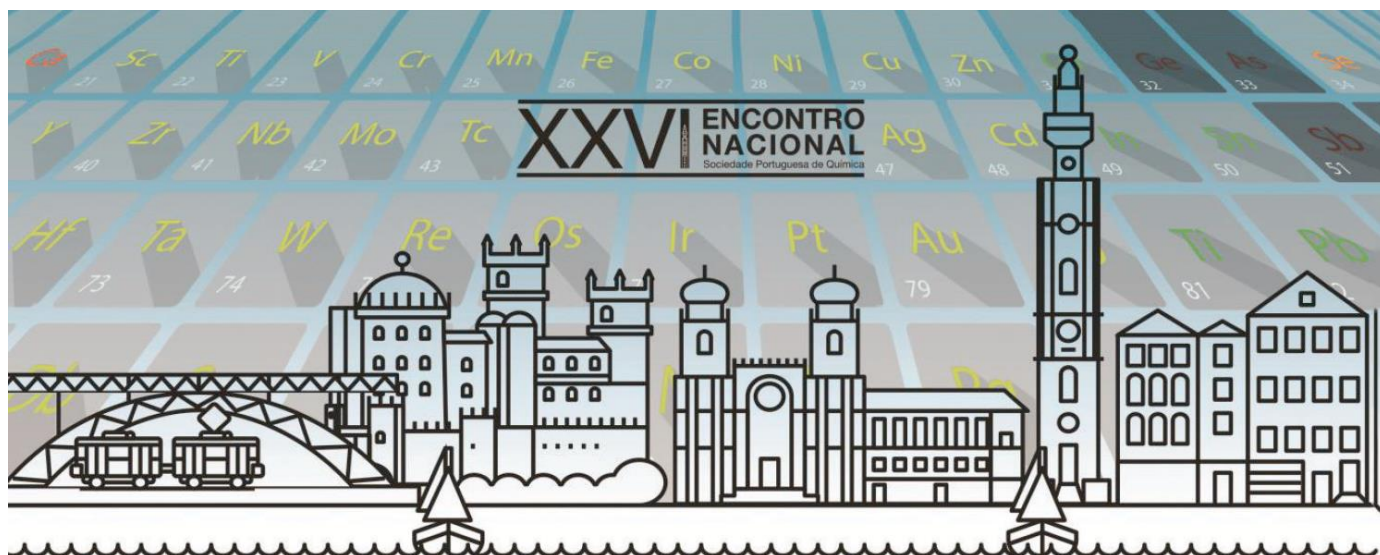 Sc Ti V Cr Mn Fe Co Ni Cu Zn Ge As Se
21 22 23 24 25 26 27 28 29 30 32 33 34
XXVI ENCONTRO
NACIONAL
Sociedade Portuguesa de Química
Y Zr Nb Mo Tc Ag Cd In Sn Sb
40 41 42 43 47 48 49 50 51
Hf Ta W Re Os Ir Pt Au Ti Pb
73 74 79 81
Db Rg